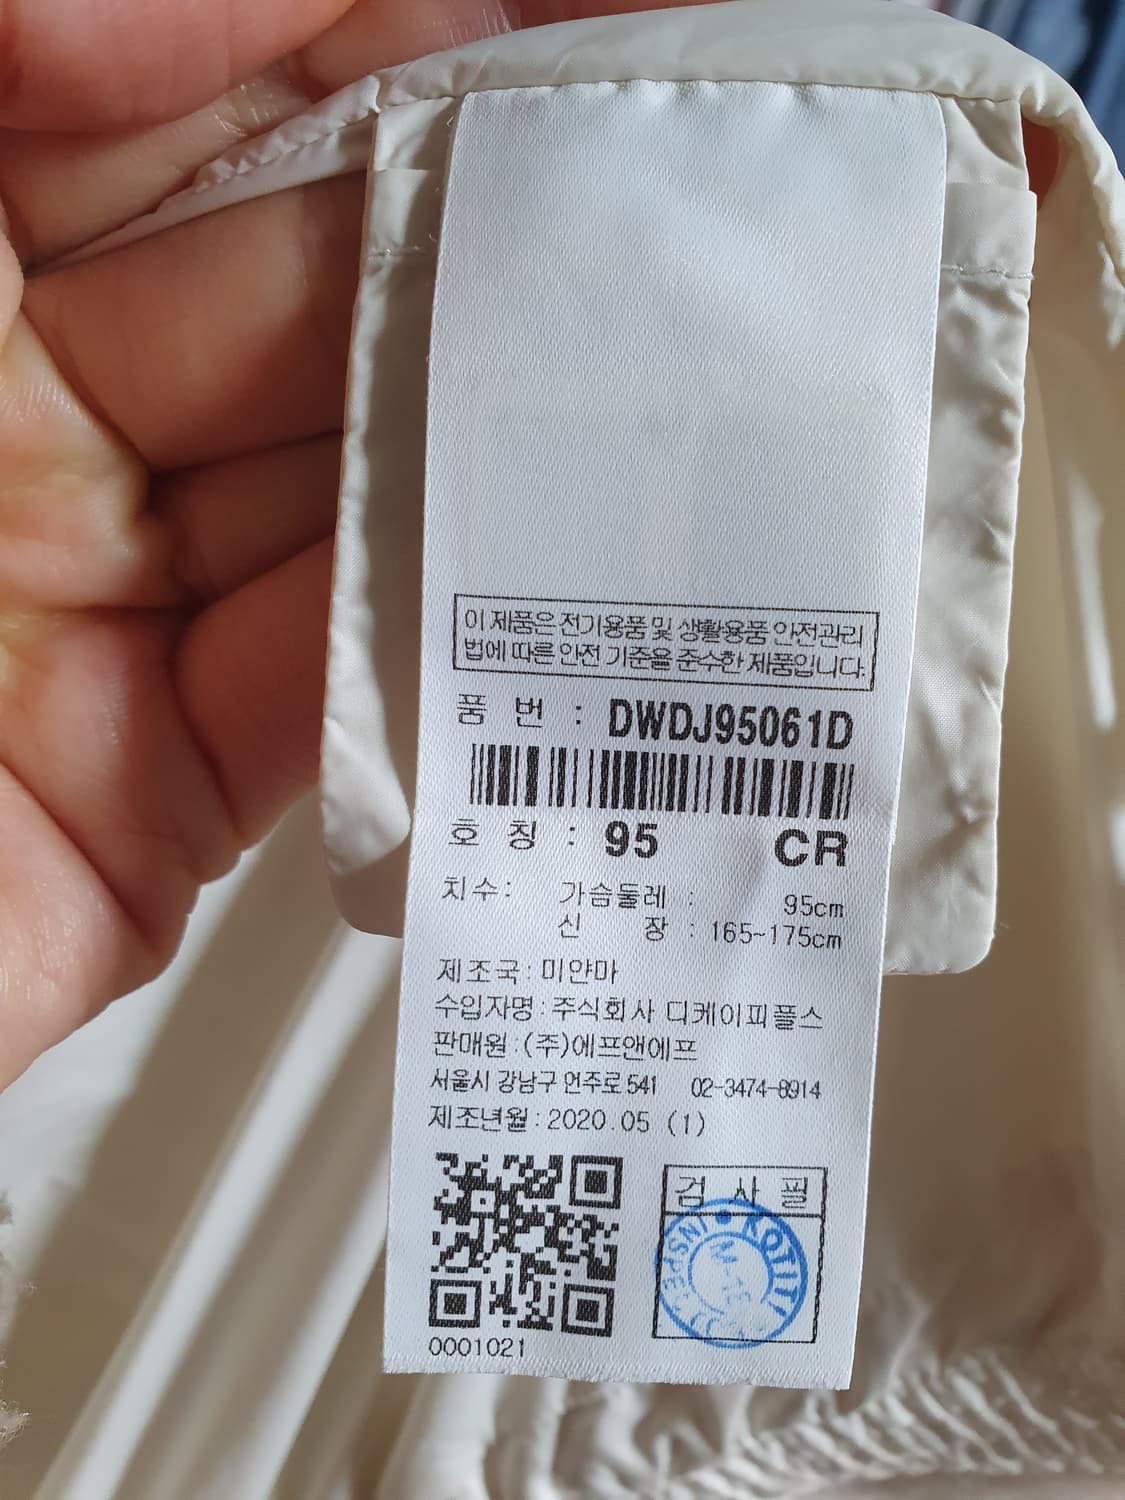 이 제품은 전기용품 및 생활용품 안전관리
법에 따른 안전 기준을 준수한 제품입니다.
품 번 : DWDJ95061D
호 칭 : 95 CR
치수: 가슴둘레 : 95cm
신 장 : 165~175cm
제조국: 미얀마
수입자명: 주식회사 디케이피플스
판매원:(주)에프앤에프
서울시 강남구 언주로 541 02-3474-8914
제조년월: 2020.05 (1)
검 사 필
KOTITI
INSPE
0001021